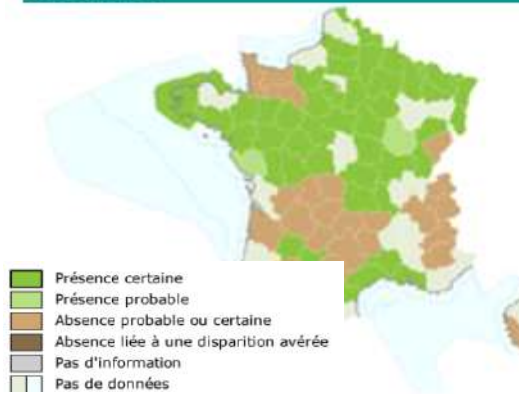 Présence certaine
Présence probable
Absence probable ou certaine
Absence liée à une disparition avérée
Pas d'information
Pas de données